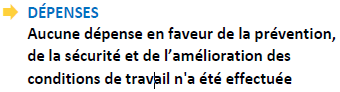 DÉPENSES
Aucune dépense en faveur de la prévention,
de la sécurité et de l’amélioration des
conditions de travail n'a été effectuée